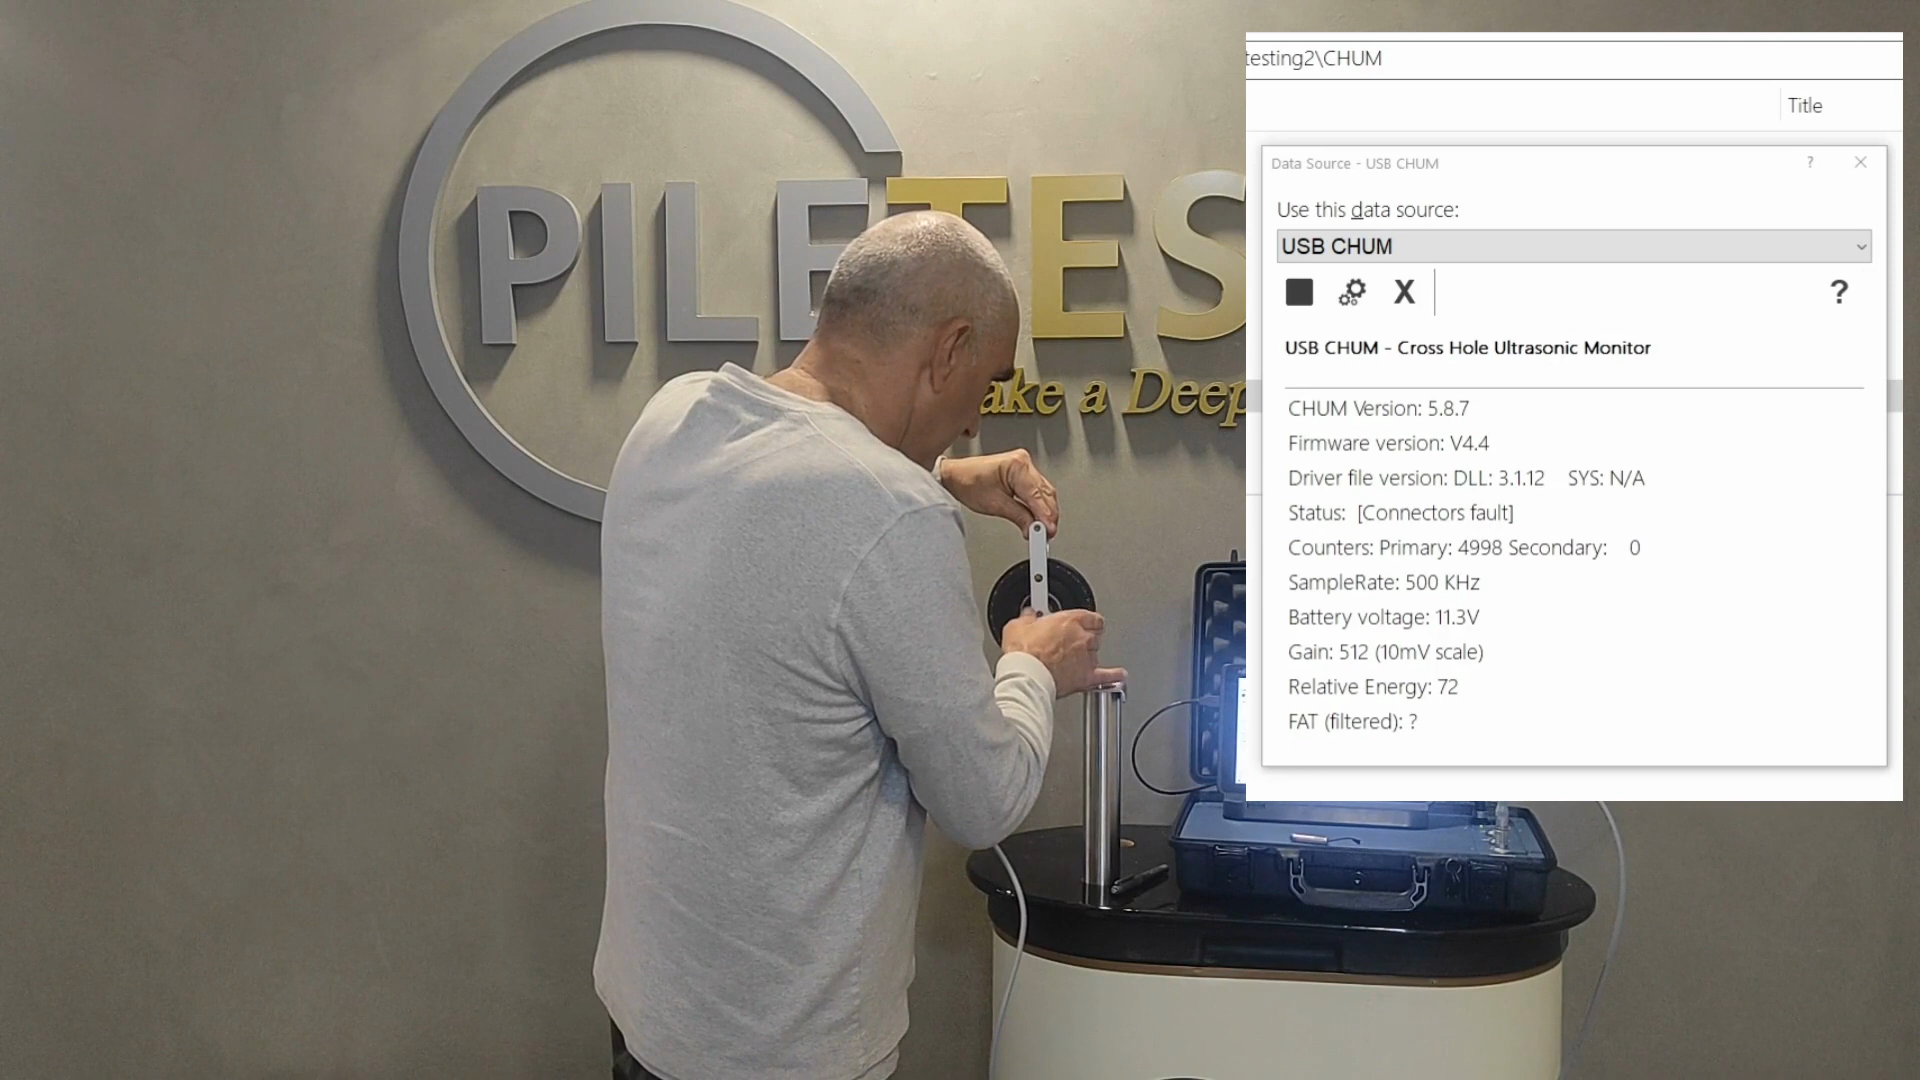 PILETES
ake a Deep
testing2\CHUM
Title
Data Source - USB CHUM
?
Use this data source:
USB CHUM
X
?
USB CHUM - Cross Hole Ultrasonic Monitor
CHUM Version: 5.8.7
Firmware version: V4.4
Driver file version: DLL: 3.1.12 SYS: N/A
Status: [Connectors fault]
Counters: Primary: 4998 Secondary: 0
SampleRate: 500 KHz
Battery voltage: 11.3V
Gain: 512 (10mV scale)
Relative Energy: 72
FAT (filtered): ?